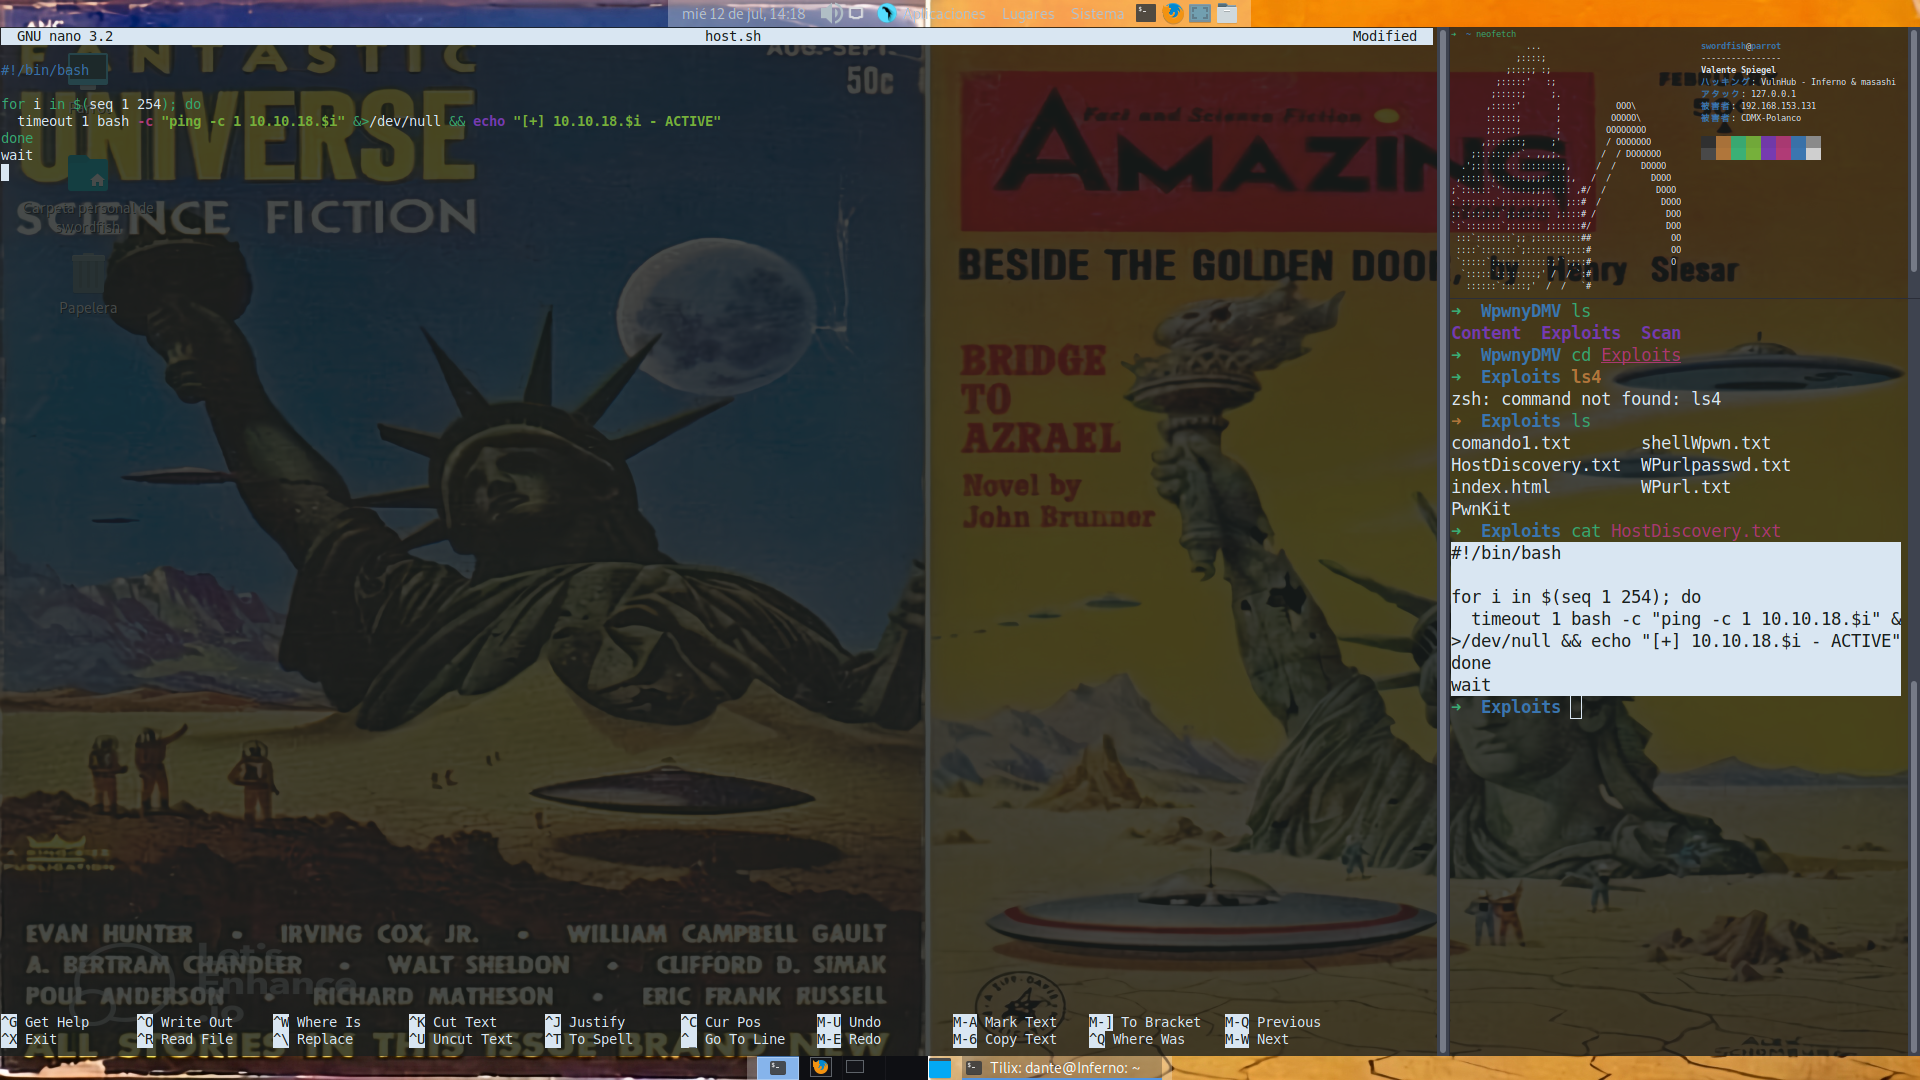 mié 12 de jul, 14:18
Aplicaciones Lugares Sistema
GNU nano 3.2 host.sh Modified
#!/bin/bash
for i in $(seq 1 254); do
timeout 1 bash -c "ping -c 1 10.10.18.$i" &>/dev/null && echo "[+] 10.10.18.$i - ACTIVE"
done
wait
Carpeta personal de
swordfish
Papelera
FANTASTIC
UNIVERSE
SCIENCE FICTION
AUG.-SEPT.
50c
A KING-SIZE
PUBLICATION
EVAN HUNTER • IRVING COX, JR. • WILLIAM CAMPBELL GAULT
A. BERTRAM CHANDLER • WALT SHELDON • CLIFFORD D. SIMAK
POUL ANDERSON • RICHARD MATHESON • ERIC FRANK RUSSELL
ALL STORIES IN THIS ISSUE BRAND NEW
Let's
Enhance
.io
Fact and Science Fiction
AMAZIN
BESIDE THE GOLDEN DOOR, by Henry Slesar
BRIDGE
TO
AZRAEL
Novel by
John Brunner
^G Get Help ^O Write Out ^W Where Is ^K Cut Text ^J Justify ^C Cur Pos M-U Undo M-A Mark Text M-] To Bracket M-Q Previous
^X Exit ^R Read File ^\ Replace ^U Uncut Text ^T To Spell ^_ Go To Line M-E Redo M-6 Copy Text ^Q Where Was M-W Next
➜ ~ neofetch
swordfish@parrot
----------------
Valente Spiegel
ハッキング: VulnHub - Inferno & masashi
アタック: 127.0.0.1
被害者: 192.168.153.131
被害者: CDMX-Polanco
➜ WpwnyDMV ls
Content Exploits Scan
➜ WpwnyDMV cd Exploits
➜ Exploits ls4
zsh: command not found: ls4
➜ Exploits ls
comando1.txt shellWpwn.txt
HostDiscovery.txt WPurlpasswd.txt
index.html WPurl.txt
PwnKit
➜ Exploits cat HostDiscovery.txt
#!/bin/bash
for i in $(seq 1 254); do
timeout 1 bash -c "ping -c 1 10.10.18.$i" &
>/dev/null && echo "[+] 10.10.18.$i - ACTIVE"
done
wait
➜ Exploits
Tilix: dante@Inferno: ~